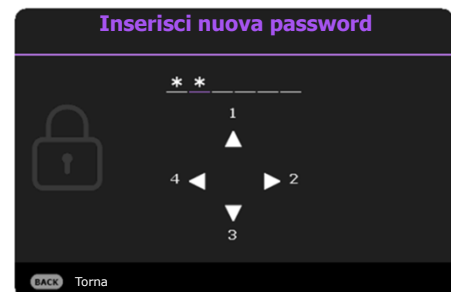 Inserisci nuova password
* * _ _ _ _
1
4 2
3
BACK Torna